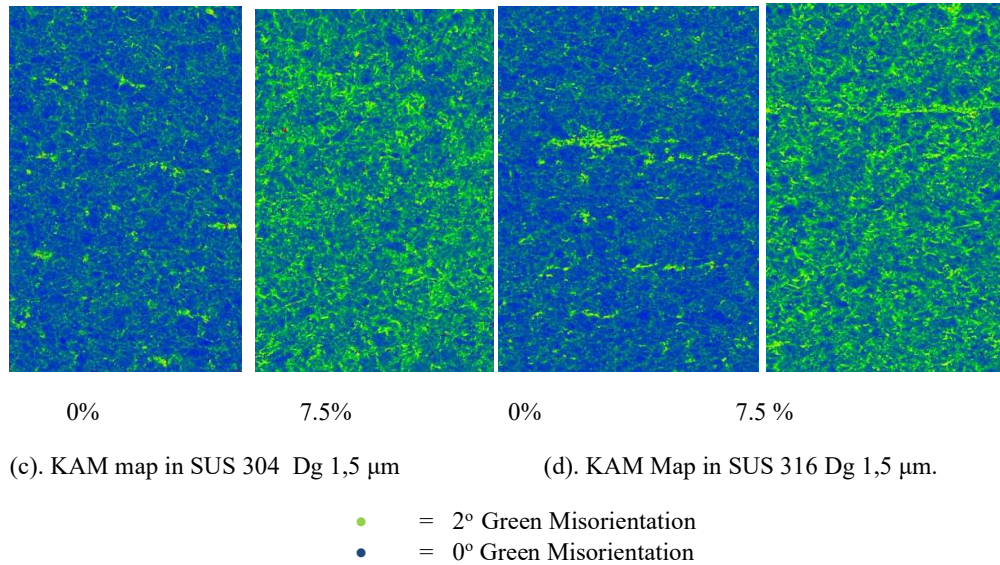 0% 7.5% 0% 7.5 %
(c). KAM map in SUS 304 Dg 1,5 μm (d). KAM Map in SUS 316 Dg 1,5 μm.
= 2° Green Misorientation
= 0° Green Misorientation